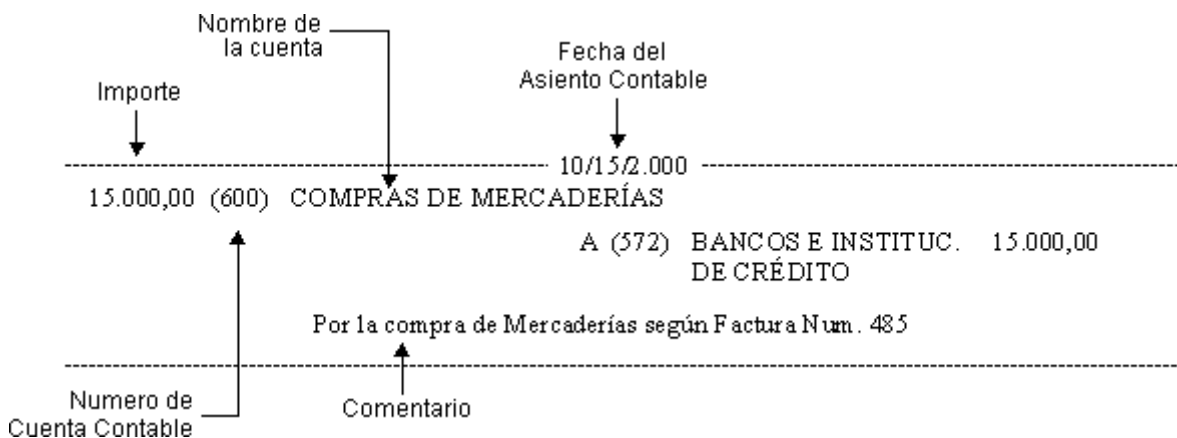 Nombre de
la cuenta
Fecha del
Asiento Contable
Importe
10/15/2.000
15.000,00 (600) COMPRAS DE MERCADERÍAS
A (572) BANCOS E INSTITUC. 15.000,00
DE CRÉDITO
Por la compra de Mercaderías según Factura Num. 485
Numero de
Cuenta Contable
Comentario